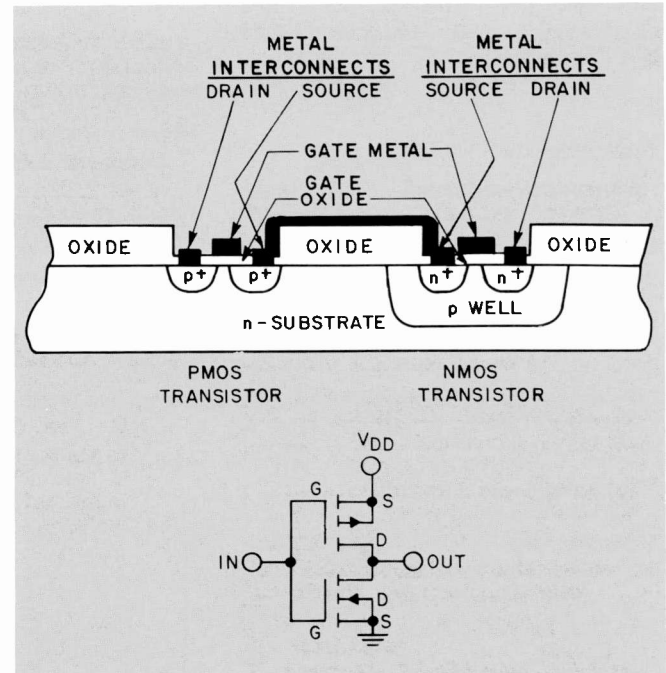 METAL
INTERCONNECTS
DRAIN SOURCE
METAL
INTERCONNECTS
SOURCE DRAIN
GATE METAL
GATE
OXIDE
OXIDE
OXIDE
OXIDE
p+
p+
n+
n+
p WELL
n-SUBSTRATE
PMOS
TRANSISTOR
NMOS
TRANSISTOR
VDD
G
S
D
IN
OUT
D
G
S